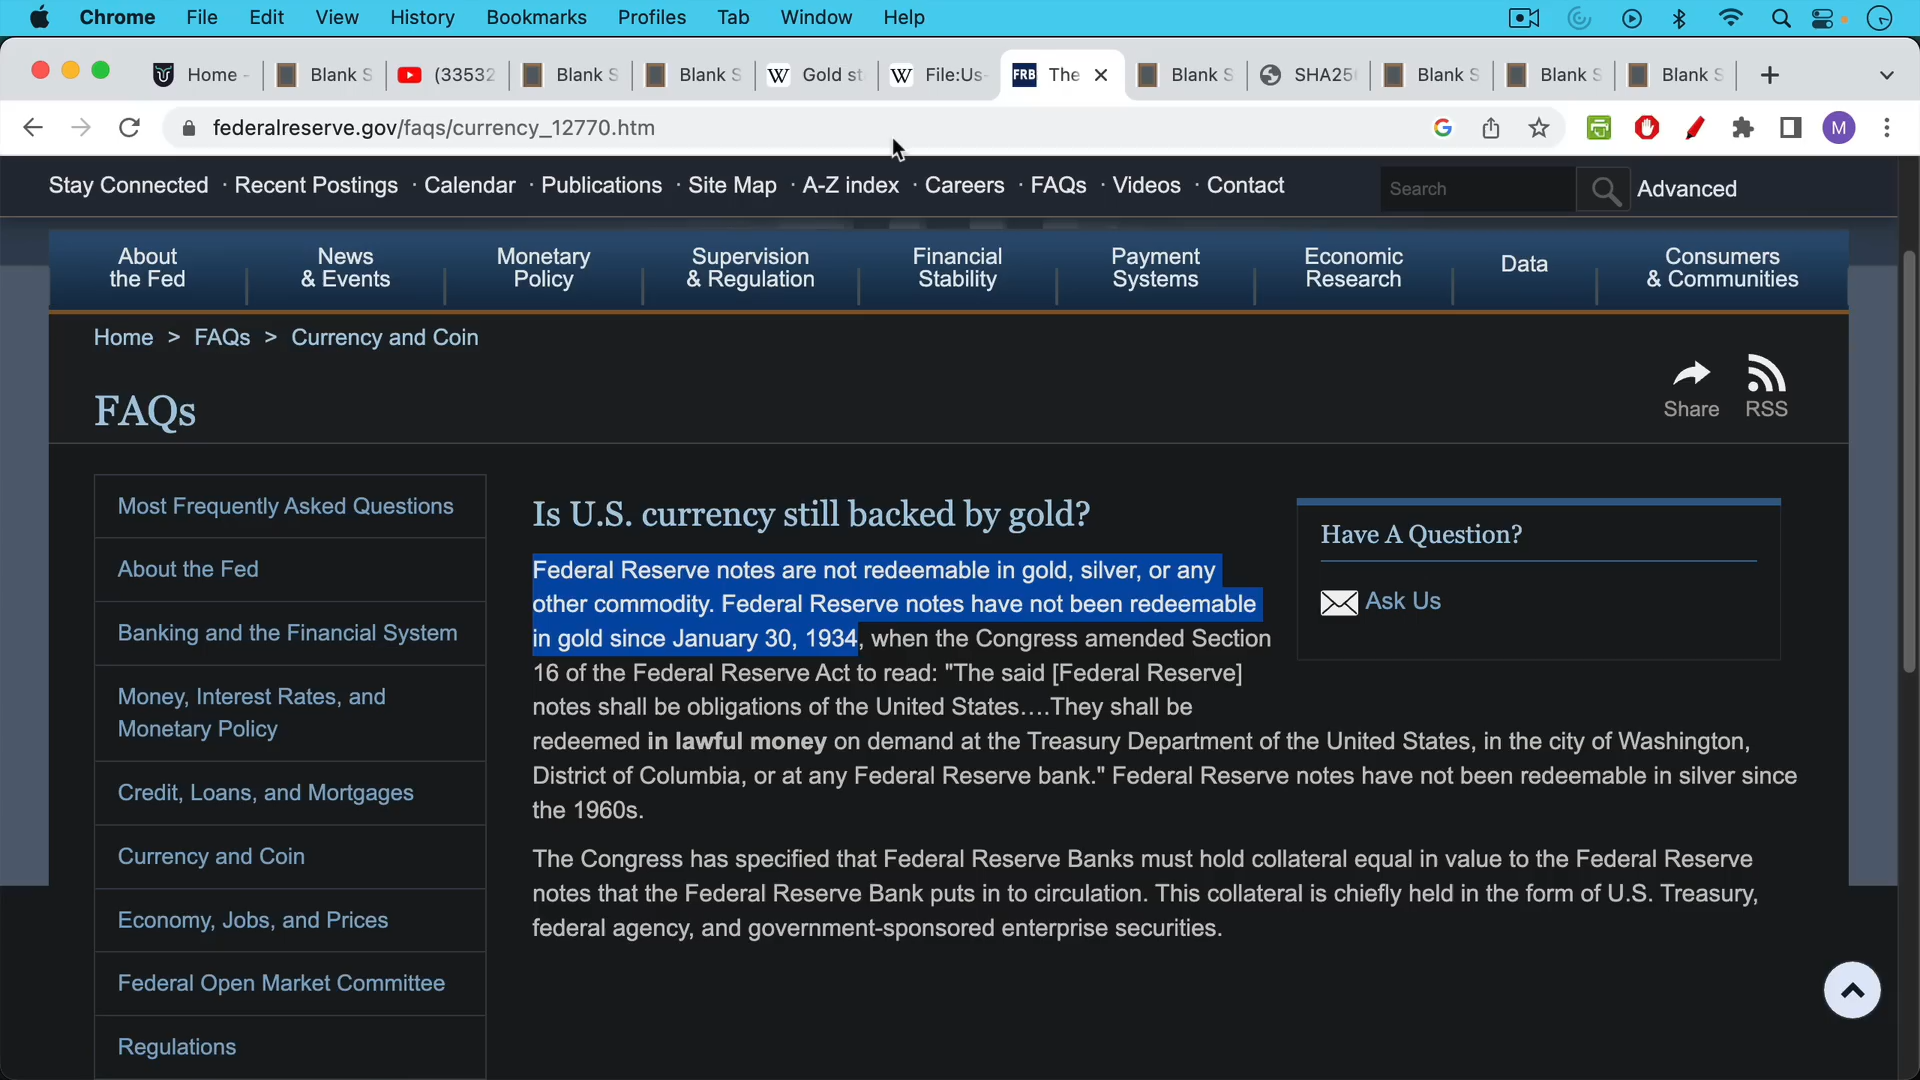 Chrome File Edit View History Bookmarks Profiles Tab Window Help
Home - Blank S (33532 Blank S Blank S W Gold st W File:Us- FRB The Blank S SHA25 Blank S Blank S Blank S
federalreserve.gov/faqs/currency_12770.htm M
Stay Connected · Recent Postings · Calendar · Publications · Site Map · A-Z index · Careers · FAQs · Videos · Contact Search Advanced
About the Fed
News & Events
Monetary Policy
Supervision & Regulation
Financial Stability
Payment Systems
Economic Research
Data
Consumers & Communities
Home > FAQs > Currency and Coin
FAQs
Share RSS
Most Frequently Asked Questions
About the Fed
Banking and the Financial System
Money, Interest Rates, and
Monetary Policy
Credit, Loans, and Mortgages
Currency and Coin
Economy, Jobs, and Prices
Federal Open Market Committee
Regulations
Is U.S. currency still backed by gold?
Federal Reserve notes are not redeemable in gold, silver, or any
other commodity. Federal Reserve notes have not been redeemable
in gold since January 30, 1934, when the Congress amended Section
16 of the Federal Reserve Act to read: "The said [Federal Reserve]
notes shall be obligations of the United States….They shall be
redeemed in lawful money on demand at the Treasury Department of the United States, in the city of Washington,
District of Columbia, or at any Federal Reserve bank." Federal Reserve notes have not been redeemable in silver since
the 1960s.
The Congress has specified that Federal Reserve Banks must hold collateral equal in value to the Federal Reserve
notes that the Federal Reserve Bank puts in to circulation. This collateral is chiefly held in the form of U.S. Treasury,
federal agency, and government-sponsored enterprise securities.
Have A Question?
Ask Us